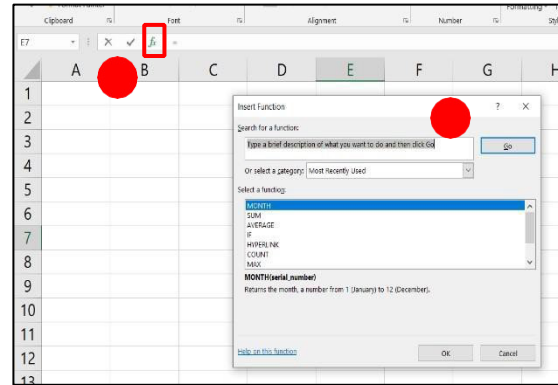 Clipboard Font Alignment Number
E7 fx =
A B C D E F G H
1
2
3
4
5
6
7
8
9
10
11
12
13
Insert Function ? X
Search for a function:
Type a brief description of what you want to do and then click Go
Go
Or select a category: Most Recently Used
Select a function:
MONTH
SUM
AVERAGE
IF
HYPERLINK
COUNT
MAX
MONTH(serial_number)
Returns the month, a number from 1 (January) to 12 (December).
Help on this function
OK Cancel